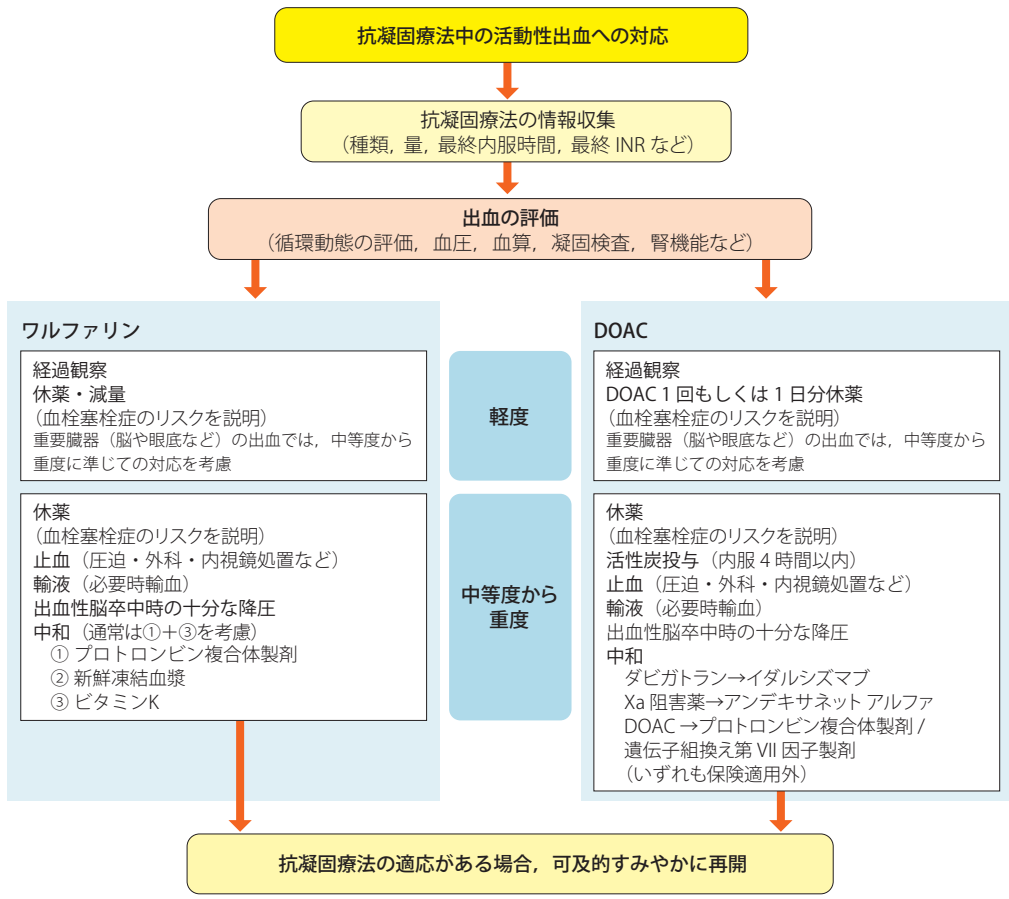 抗凝固療法中の活動性出血への対応
抗凝固療法の情報収集
（種類, 量, 最終内服時間, 最終 INR など）
出血の評価
（循環動態の評価, 血圧, 血算, 凝固検査, 腎機能など）
ワルファリン
経過観察
休薬・減量
（血栓塞栓症のリスクを説明）
重要臓器（脳や眼底など）の出血では, 中等度から
重度に準じての対応を考慮
休薬
（血栓塞栓症のリスクを説明）
止血（圧迫・外科・内視鏡処置など）
輸液（必要時輸血）
出血性脳卒中時の十分な降圧
中和（通常は①＋③を考慮）
① プロトロンビン複合体製剤
② 新鮮凍結血漿
③ ビタミンK
軽度
中等度から
重度
DOAC
経過観察
DOAC 1 回もしくは 1 日分休薬
（血栓塞栓症のリスクを説明）
重要臓器（脳や眼底など）の出血では, 中等度から
重度に準じての対応を考慮
休薬
（血栓塞栓症のリスクを説明）
活性炭投与（内服 4 時間以内）
止血（圧迫・外科・内視鏡処置など）
輸液（必要時輸血）
出血性脳卒中時の十分な降圧
中和
ダビガトラン→イダルシズマブ
Xa 阻害薬→アンデキサネット アルファ
DOAC →プロトロンビン複合体製剤 /
遺伝子組換え第 VII 因子製剤
（いずれも保険適用外）
抗凝固療法の適応がある場合, 可及的すみやかに再開